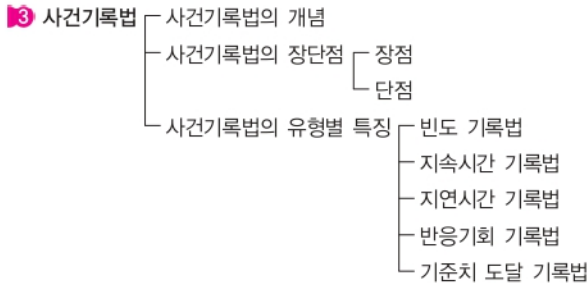 3 사건기록법 사건기록법의 개념
사건기록법의 장단점 장점
단점
사건기록법의 유형별 특징 빈도 기록법
지속시간 기록법
지연시간 기록법
반응기회 기록법
기준치 도달 기록법